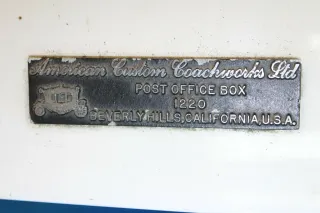 American Custom Coachworks Ltd
POST OFFICE BOX
1220
BEVERLY HILLS, CALIFORNIA, U.S.A.